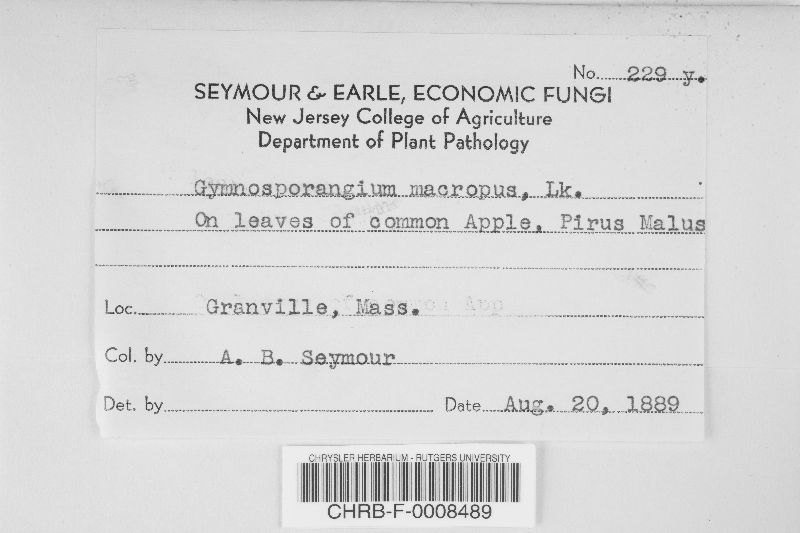 No. 229 y.
SEYMOUR & EARLE, ECONOMIC FUNGI
New Jersey College of Agriculture
Department of Plant Pathology
Gymnosporangium macropus, Lk.
On leaves of common Apple, Pirus Malus
Loc. Granville, Mass.
Col. by A. B. Seymour
Det. by Date Aug. 20, 1889
CHRYSLER HERBARIUM - RUTGERS UNIVERSITY
CHRB-F-0008489